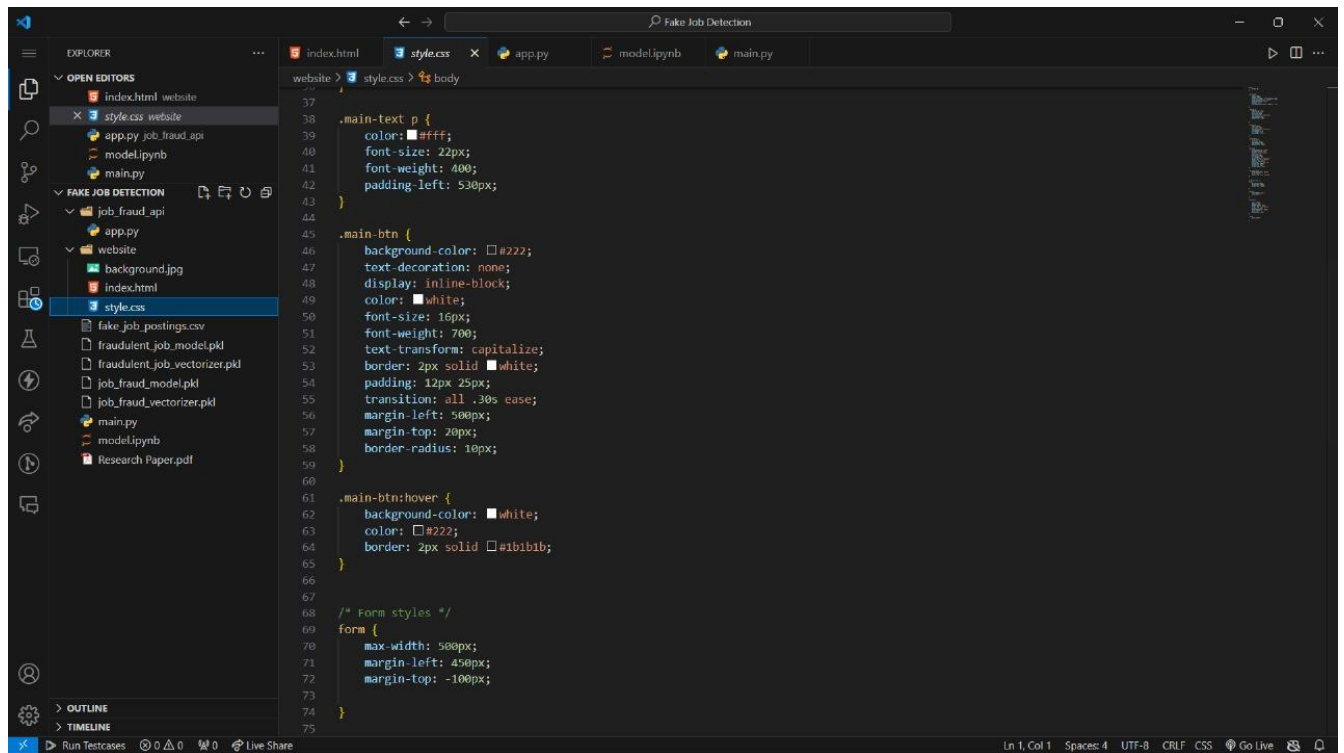 Fake Job Detection
EXPLORER
OPEN EDITORS
index.html website
style.css website
app.py job_fraud_api
model.ipynb
main.py
FAKE JOB DETECTION
job_fraud_api
app.py
website
background.jpg
index.html
style.css
fake_job_postings.csv
fraudulent_job_model.pkl
fraudulent_job_vectorizer.pkl
job_fraud_model.pkl
job_fraud_vectorizer.pkl
main.py
model.ipynb
Research Paper.pdf
OUTLINE
TIMELINE
index.html style.css app.py model.ipynb main.py
website > style.css > body
37
38 .main-text p {
39 color: #fff;
40 font-size: 22px;
41 font-weight: 400;
42 padding-left: 530px;
43 }
44
45 .main-btn {
46 background-color: #222;
47 text-decoration: none;
48 display: inline-block;
49 color: white;
50 font-size: 16px;
51 font-weight: 700;
52 text-transform: capitalize;
53 border: 2px solid white;
54 padding: 12px 25px;
55 transition: all .30s ease;
56 margin-left: 500px;
57 margin-top: 20px;
58 border-radius: 10px;
59 }
60
61 .main-btn:hover {
62 background-color: white;
63 color: #222;
64 border: 2px solid #1b1b1b;
65 }
66
67
68 /* Form styles */
69 form {
70 max-width: 500px;
71 margin-left: 450px;
72 margin-top: -100px;
73
74 }
75
Run Testcases 0 0 0 Live Share Ln 1, Col 1 Spaces: 4 UTF-8 CRLF CSS Go Live